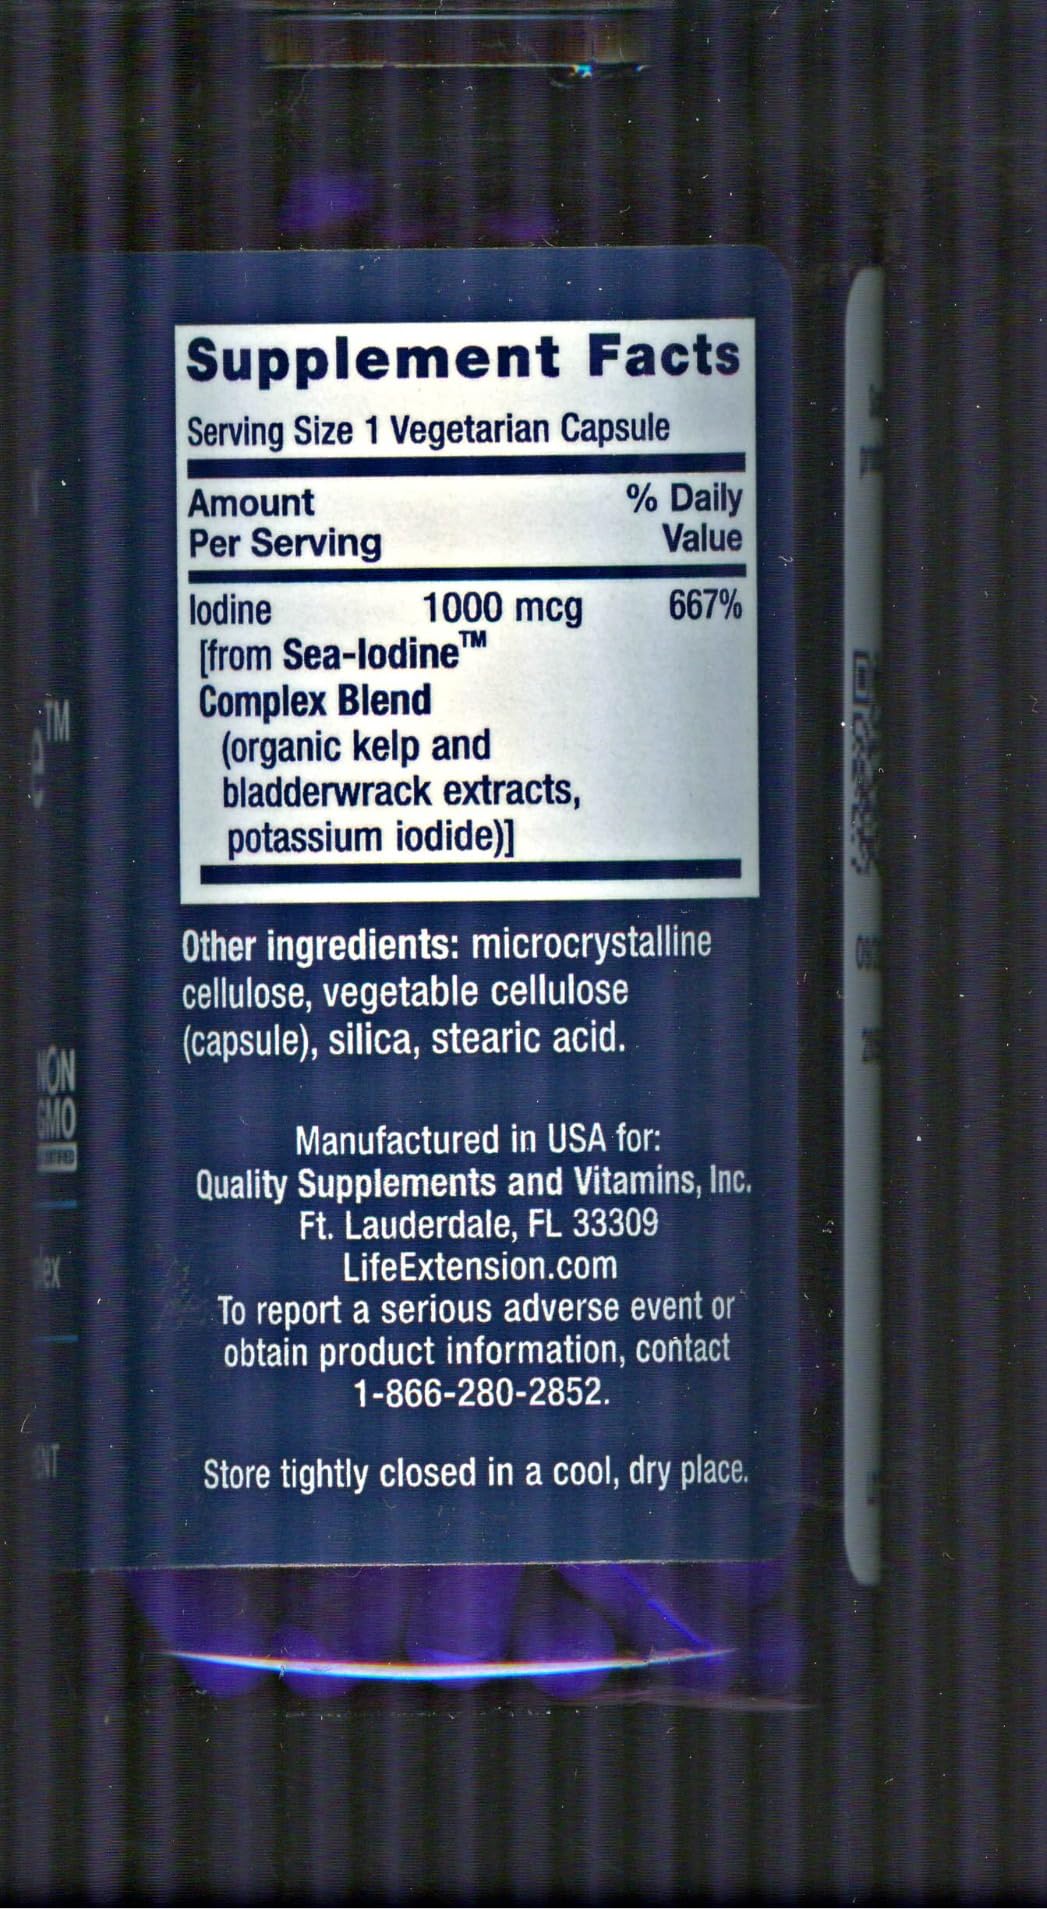 Supplement Facts
Serving Size 1 Vegetarian Capsule
Amount % Daily
Per Serving Value
Iodine 1000 mcg 667%
[from Sea-Iodine™
Complex Blend
(organic kelp and
bladderwrack extracts,
potassium iodide)]
Other ingredients: microcrystalline
cellulose, vegetable cellulose
(capsule), silica, stearic acid.
Manufactured in USA for:
Quality Supplements and Vitamins, Inc.
Ft. Lauderdale, FL 33309
LifeExtension.com
To report a serious adverse event or
obtain product information, contact
1-866-280-2852.
Store tightly closed in a cool, dry place.
e™
NON
GMO